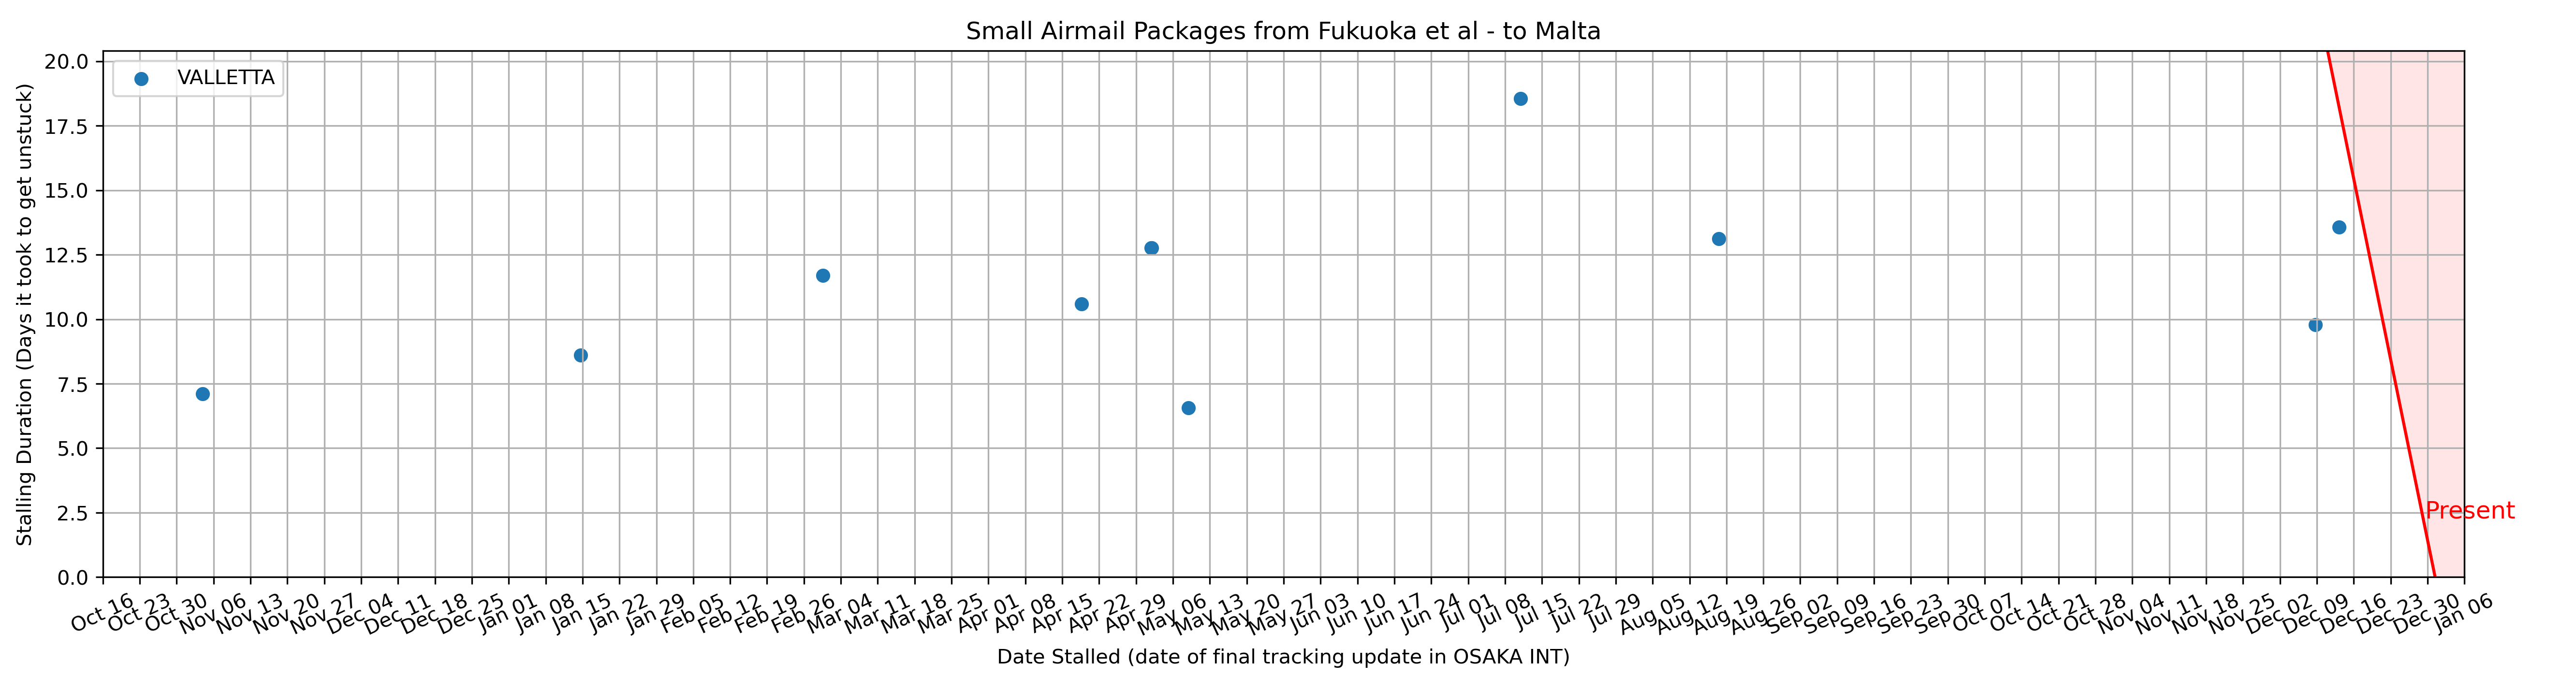 Small Airmail Packages from Fukuoka et al - to Malta
VALLETTA
Stalling Duration (Days it took to get unstuck)
20.0
17.5
15.0
12.5
10.0
7.5
5.0
2.5
0.0
Present
Oct 16
Oct 23
Oct 30
Nov 06
Nov 13
Nov 20
Nov 27
Dec 04
Dec 11
Dec 18
Dec 25
Jan 01
Jan 08
Jan 15
Jan 22
Jan 29
Feb 05
Feb 12
Feb 19
Feb 26
Mar 04
Mar 11
Mar 18
Mar 25
Apr 01
Apr 08
Apr 15
Apr 22
Apr 29
May 06
May 13
May 20
May 27
Jun 03
Jun 10
Jun 17
Jun 24
Jul 01
Jul 08
Jul 15
Jul 22
Jul 29
Aug 05
Aug 12
Aug 19
Aug 26
Sep 02
Sep 09
Sep 16
Sep 23
Sep 30
Oct 07
Oct 14
Oct 21
Oct 28
Nov 04
Nov 11
Nov 18
Nov 25
Dec 02
Dec 09
Dec 16
Dec 23
Dec 30
Jan 06
Date Stalled (date of final tracking update in OSAKA INT)